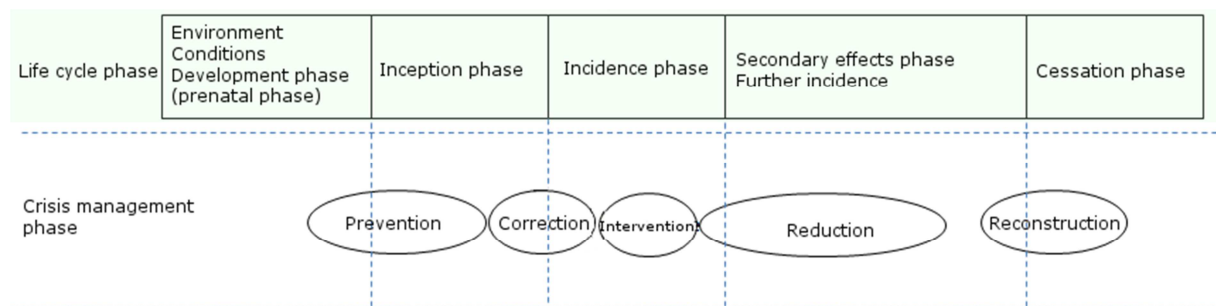 Life cycle phase
Environment
Conditions
Development phase
(prenatal phase)
Inception phase
Incidence phase
Secondary effects phase
Further incidence
Cessation phase
Crisis management
phase
Prevention
Correction
Intervention
Reduction
Reconstruction